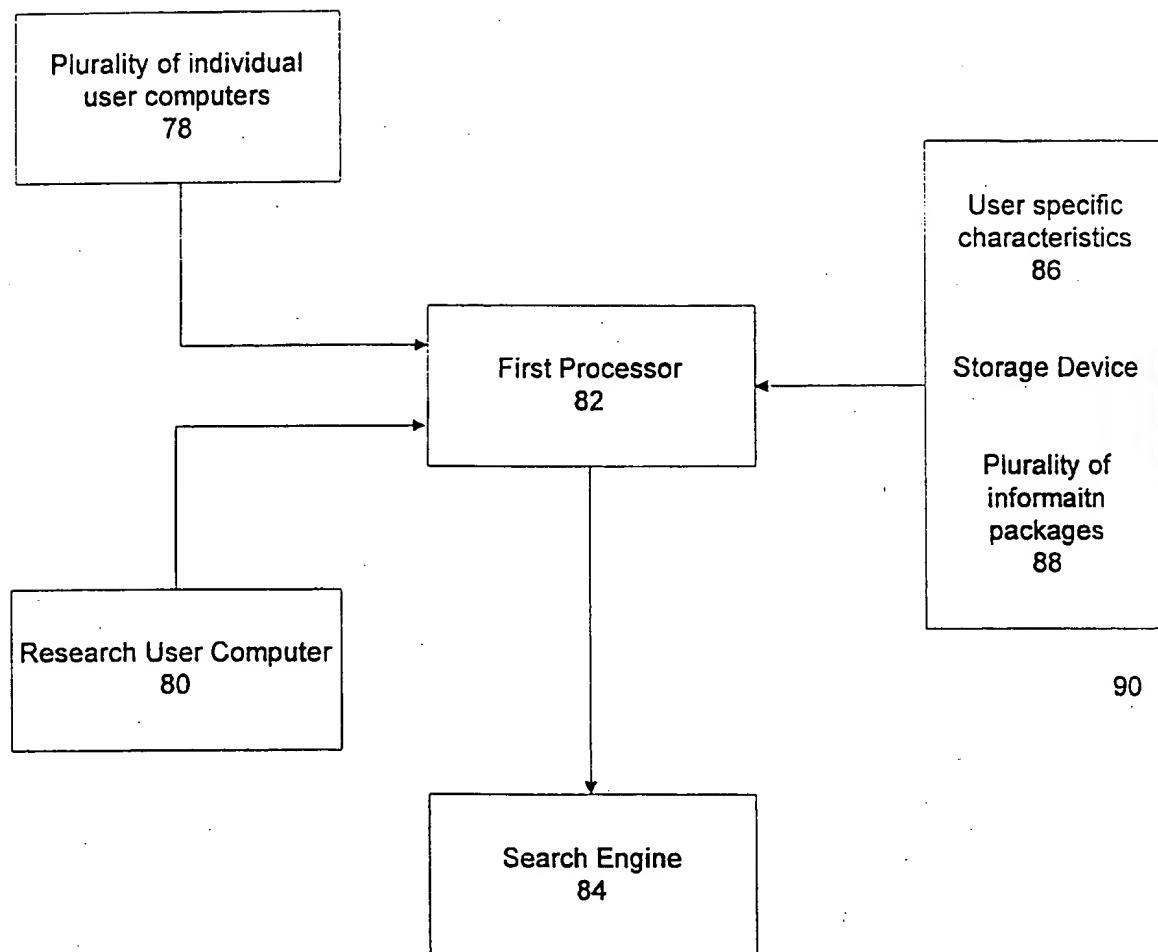 Plurality of individual
user computers
78
User specific
characteristics
86
First Processor
82
Storage Device
Plurality of
informaitn
packages
88
Research User Computer
80
90
Search Engine
84